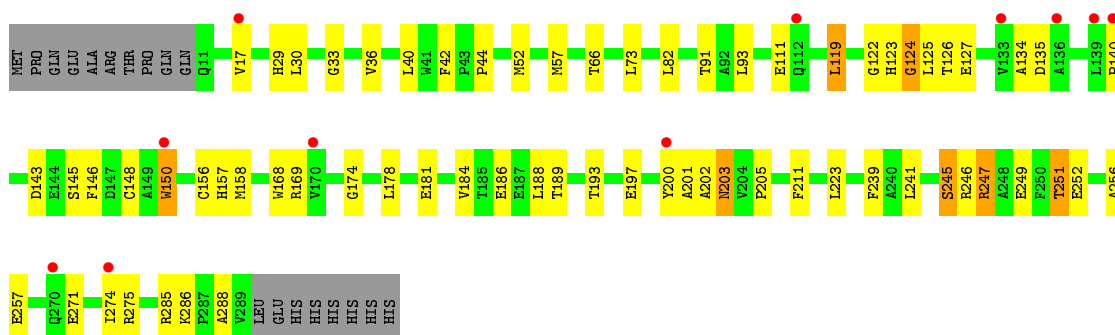 MET PRO GLN GLU ALA ARG THR PRO GLN GLN Q11 V17 H29 L30 G33 V36 L40 W41 F42 P43 P44 M52 M57 T66 L73 L82 T91 A92 L93 E111 Q112 L119 G122 H123 G124 L125 T126 E127 V133 A134 D135 A136 L139
D143 E144 S145 F146 D147 C148 A149 W150 C156 H157 M158 W168 R169 V170 G174 L178 E181 V184 T185 E186 E187 L188 T189 T193 E197 Y200 A201 A202 N203 V204 P205 F211 L223 F239 A240 L241 S245 R246 R247 A248 E249 F250 T251 E252
E257 Q270 E271 I274 R275 R285 K286 P287 A288 V289 LEU GLU HIS HIS HIS HIS HIS HIS